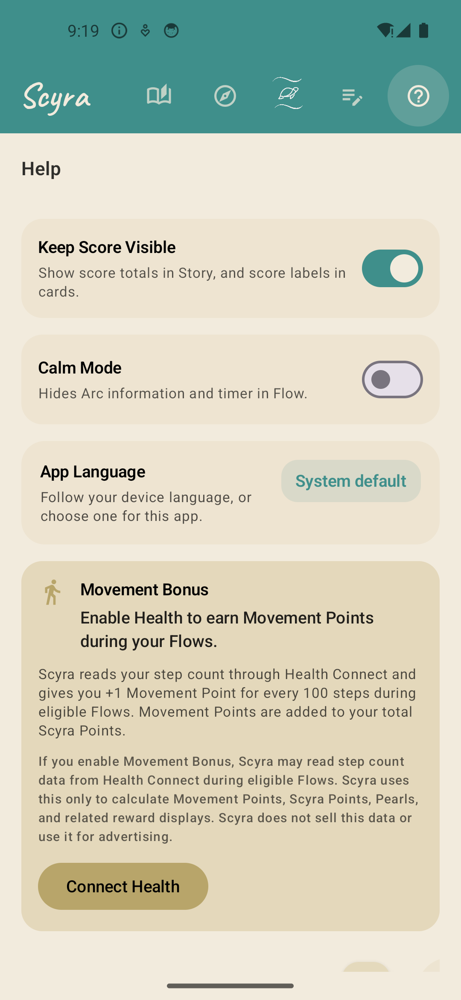 9:19
Scyra
Help
Keep Score Visible
Show score totals in Story, and score labels in
cards.
Calm Mode
Hides Arc information and timer in Flow.
App Language
Follow your device language, or
choose one for this app.
System default
Movement Bonus
Enable Health to earn Movement Points
during your Flows.
Scyra reads your step count through Health Connect and
gives you +1 Movement Point for every 100 steps during
eligible Flows. Movement Points are added to your total
Scyra Points.
If you enable Movement Bonus, Scyra may read step count
data from Health Connect during eligible Flows. Scyra uses
this only to calculate Movement Points, Scyra Points, Pearls,
and related reward displays. Scyra does not sell this data or
use it for advertising.
Connect Health